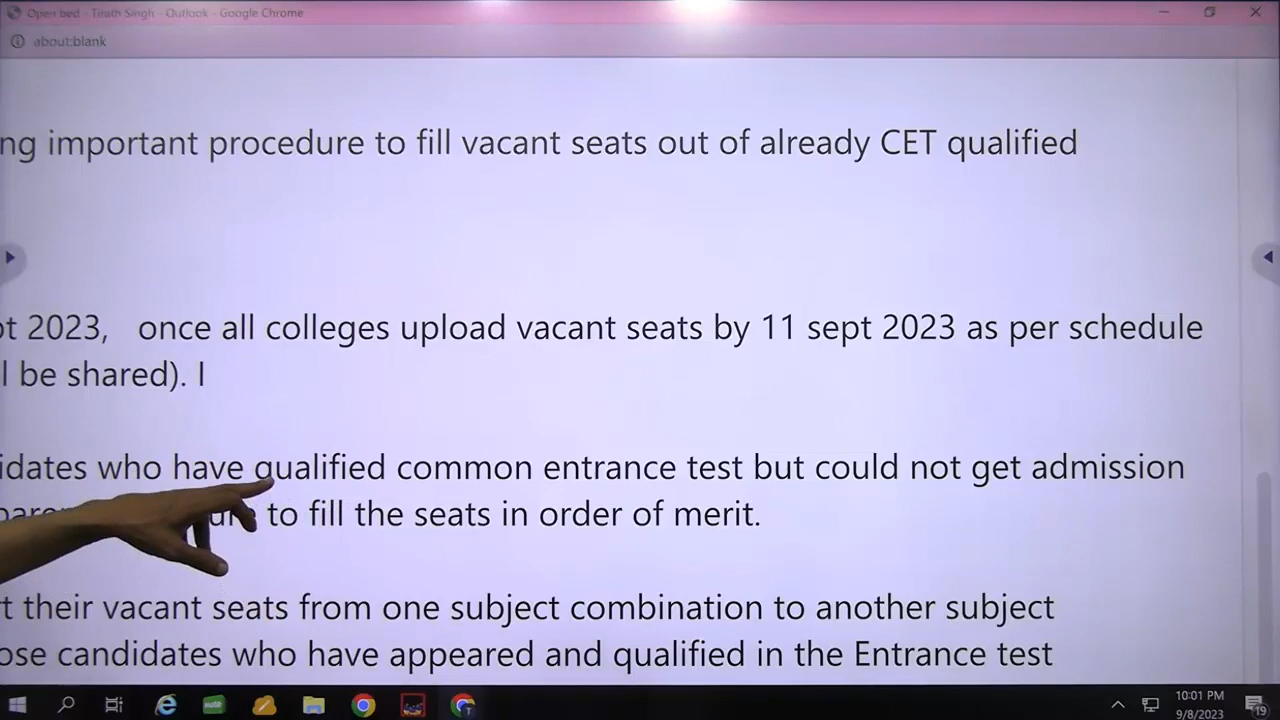 Open bed - Tirath Singh - Outlook - Google Chrome
about:blank
ng important procedure to fill vacant seats out of already CET qualified
pt 2023, once all colleges upload vacant seats by 11 sept 2023 as per schedule
l be shared). I
idates who have qualified common entrance test but could not get admission
to fill the seats in order of merit.
t their vacant seats from one subject combination to another subject
ose candidates who have appeared and qualified in the Entrance test
10:01 PM
9/8/2023
19